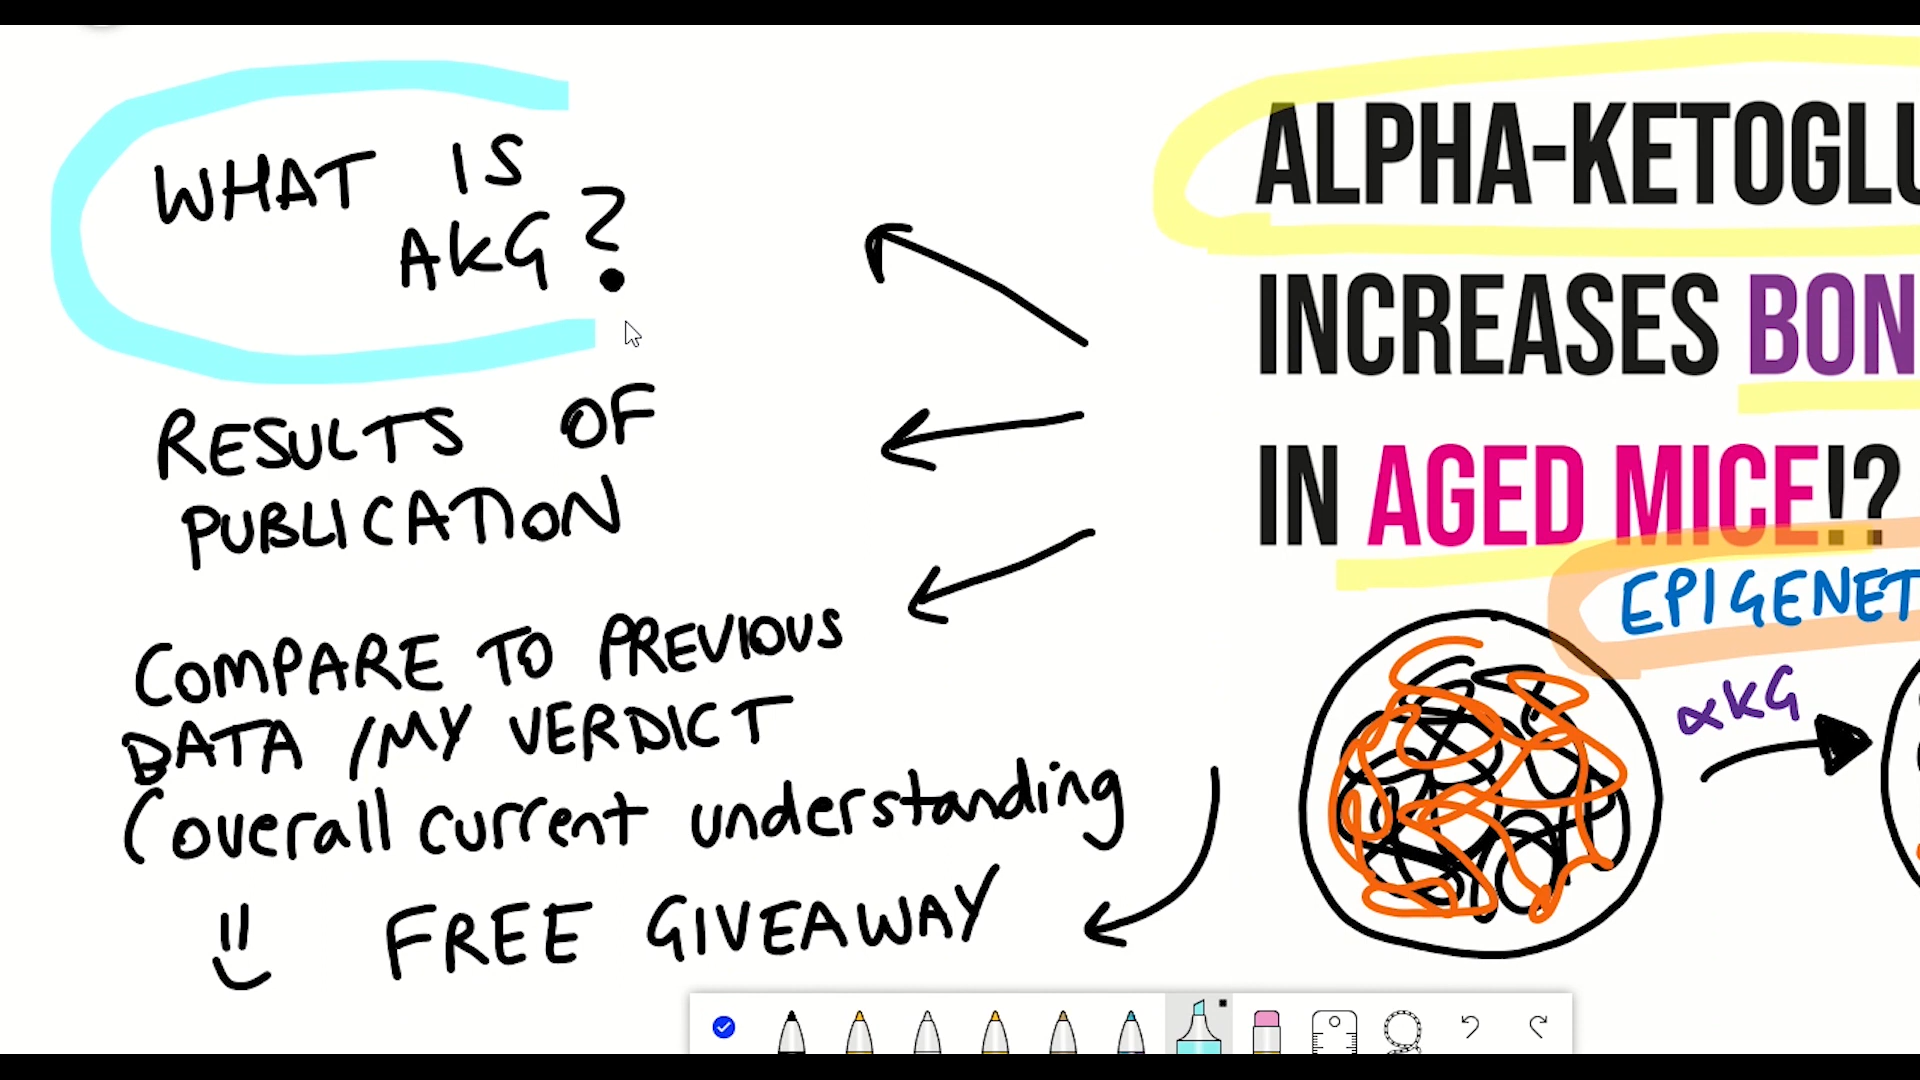 WHAT IS
AKG?
RESULTS OF
PUBLICATION
COMPARE TO PREVIOUS
DATA /MY VERDICT
(overall current understanding
FREE GIVEAWAY
ALPHA-KETOGLU
INCREASES BON
IN AGED MICE!?
EPIGENET
αKG